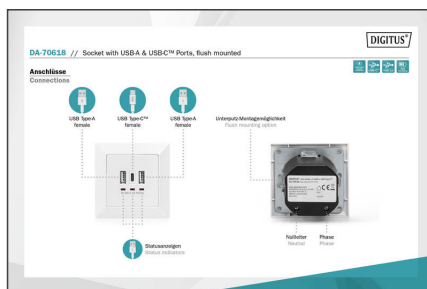 DIGITUS®
DA-70618 // Socket with USB-A & USB-C™ Ports, flush mounted
Anschlüsse
Connections
USB Type-A
female
USB Type-C™
female
USB Type-A
female
Unterputz-Montagemöglichkeit
Flush mounting option
Statusanzeigen
Status indicators
Nullleiter
Neutral
Phase
Phase